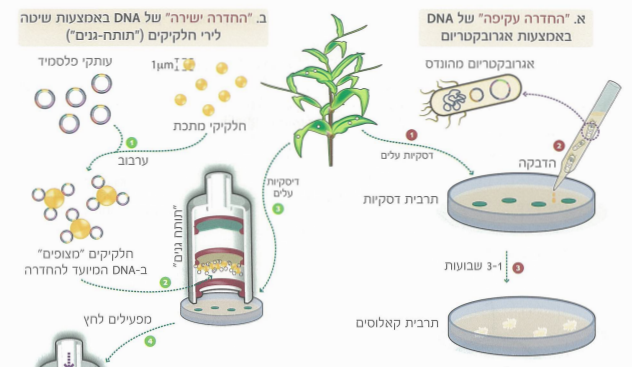 א. "החדרה עקיפה" של DNA
באמצעות אגרובקטריום
ב. "החדרה ישירה" של DNA באמצעות שיטה
לירי חלקיקים ("תותח-גנים")
אגרובקטריום מהונדס
1
דסקיות עלים
2
הדבקה
תרבית דסקיות
3
3-1 שבועות
תרבית קאלוסים
עותקי פלסמיד
1µm
חלקיקי מתכת
1
ערבוב
חלקיקים "מצופים"
ב-DNA המיועד להחדרה
2
"תותח גנים"
דיסקיות
עלים
3
מפעילים לחץ
4